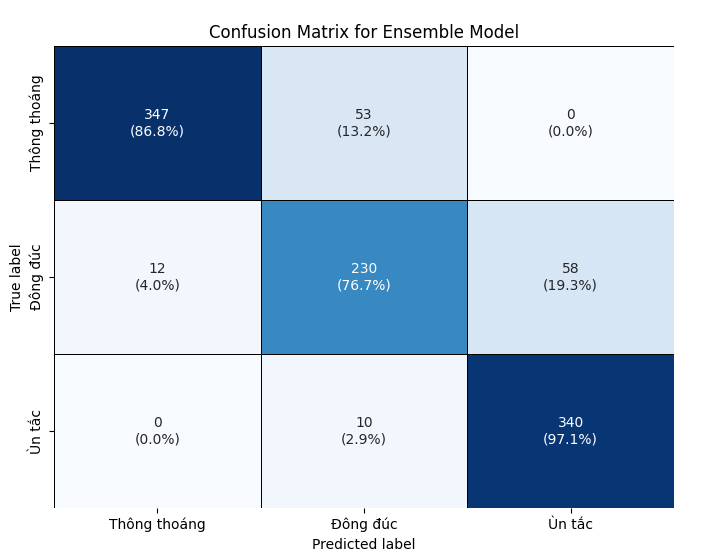 Confusion Matrix for Ensemble Model
True label
Thông thoáng
347
(86.8%)
53
(13.2%)
0
(0.0%)
Đông đúc
12
(4.0%)
230
(76.7%)
58
(19.3%)
Ùn tắc
0
(0.0%)
10
(2.9%)
340
(97.1%)
Thông thoáng
Đông đúc
Ùn tắc
Predicted label